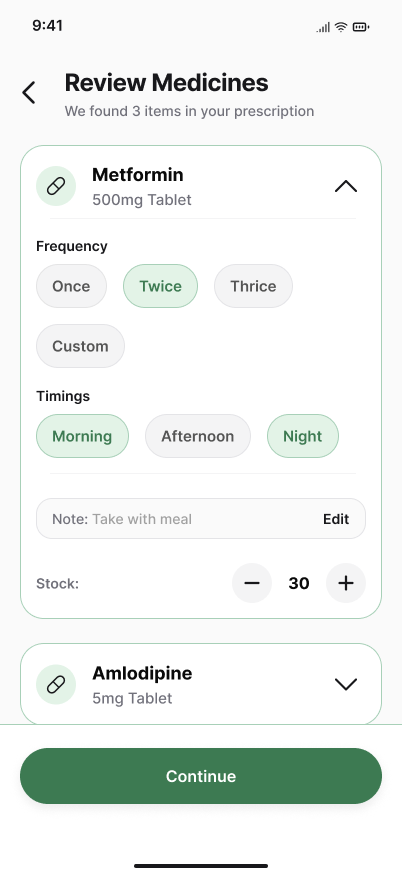 9:41
Review Medicines
We found 3 items in your prescription
Metformin
500mg Tablet
Frequency
Once Twice Thrice
Custom
Timings
Morning Afternoon Night
Note: Take with meal Edit
Stock: 30
Amlodipine
5mg Tablet
Continue